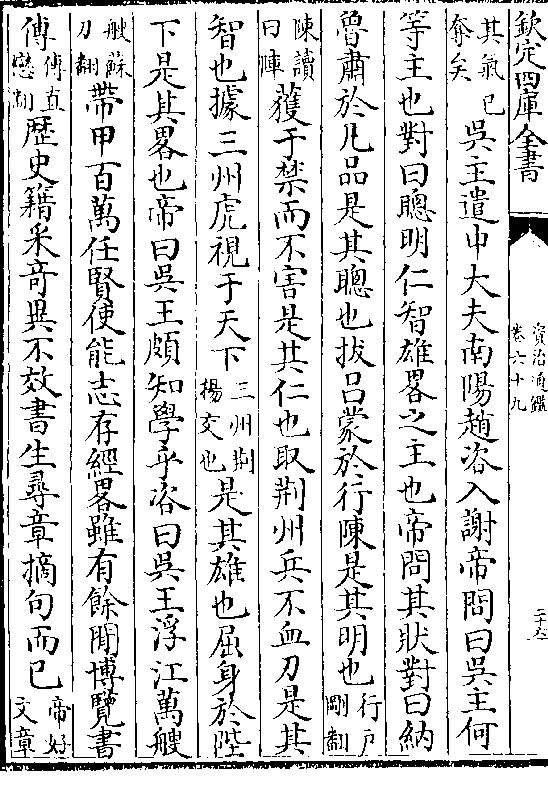 欽定四庫全書
資治通鑑
卷六十九
二十六
其氣已
奪矣
吳主遣中大夫南陽趙咨入謝帝問曰吳主何
等主也對曰聰明仁智雄畧之主也帝問其狀對曰納
魯肅於凡品是其聰也拔吕蒙於行陳是其明也
行户
剛翻
陳讀
曰陣
獲于禁而不害是其仁也取荆州兵不血刃是其
智也據三州虎視于天下
三州荆
揚交也
是其雄也屈身於陛
下是其畧也帝曰吳王頗知學乎咨曰吳王浮江萬艘
艘蘇
刀翻
帶甲百萬任賢使能志存經畧雖有餘閒博覽書
傳
傳直
戀翻
歴史籍采竒異不效書生尋章摘句而已
帝好
文章